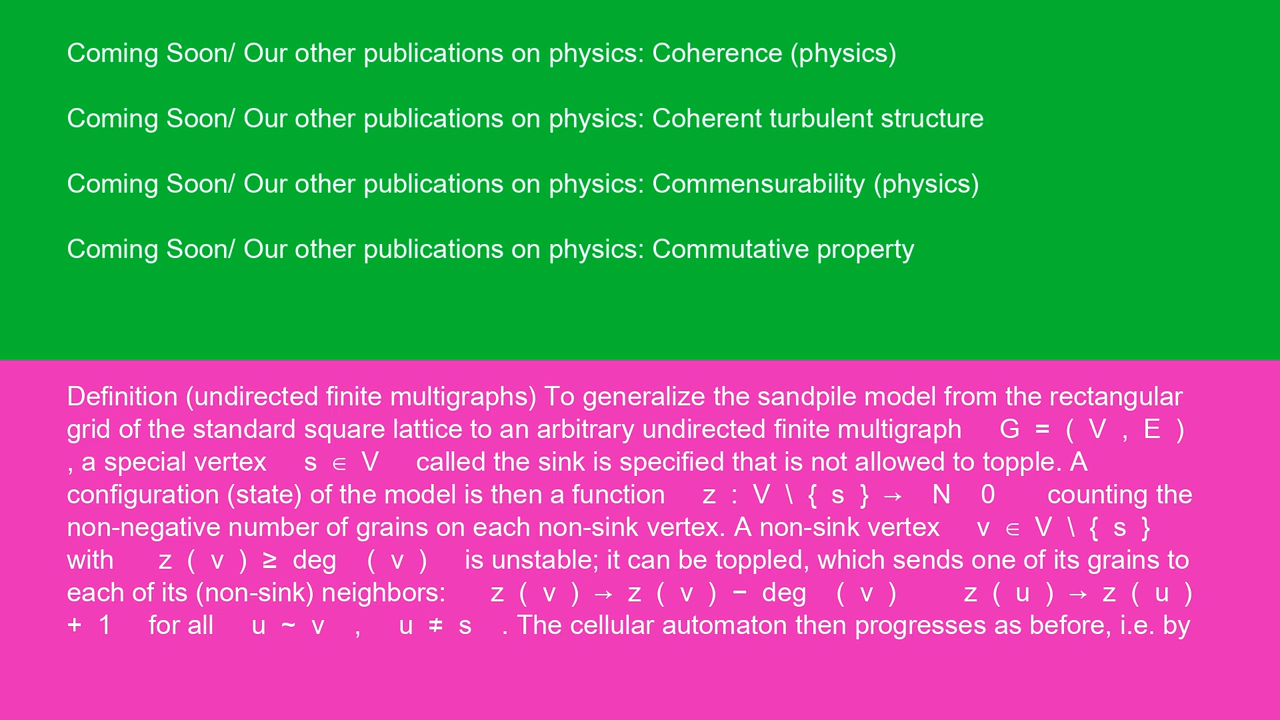 Coming Soon/ Our other publications on physics: Coherence (physics)
Coming Soon/ Our other publications on physics: Coherent turbulent structure
Coming Soon/ Our other publications on physics: Commensurability (physics)
Coming Soon/ Our other publications on physics: Commutative property
Definition (undirected finite multigraphs) To generalize the sandpile model from the rectangular
grid of the standard square lattice to an arbitrary undirected finite multigraph G = ( V , E )
, a special vertex s ∈ V called the sink is specified that is not allowed to topple. A
configuration (state) of the model is then a function z : V \ { s } → N 0 counting the
non-negative number of grains on each non-sink vertex. A non-sink vertex v ∈ V \ { s }
with z ( v ) ≥ deg ( v ) is unstable; it can be toppled, which sends one of its grains to
each of its (non-sink) neighbors: z ( v ) → z ( v ) − deg ( v ) z ( u ) → z ( u )
+ 1 for all u ~ v , u ≠ s . The cellular automaton then progresses as before, i.e. by